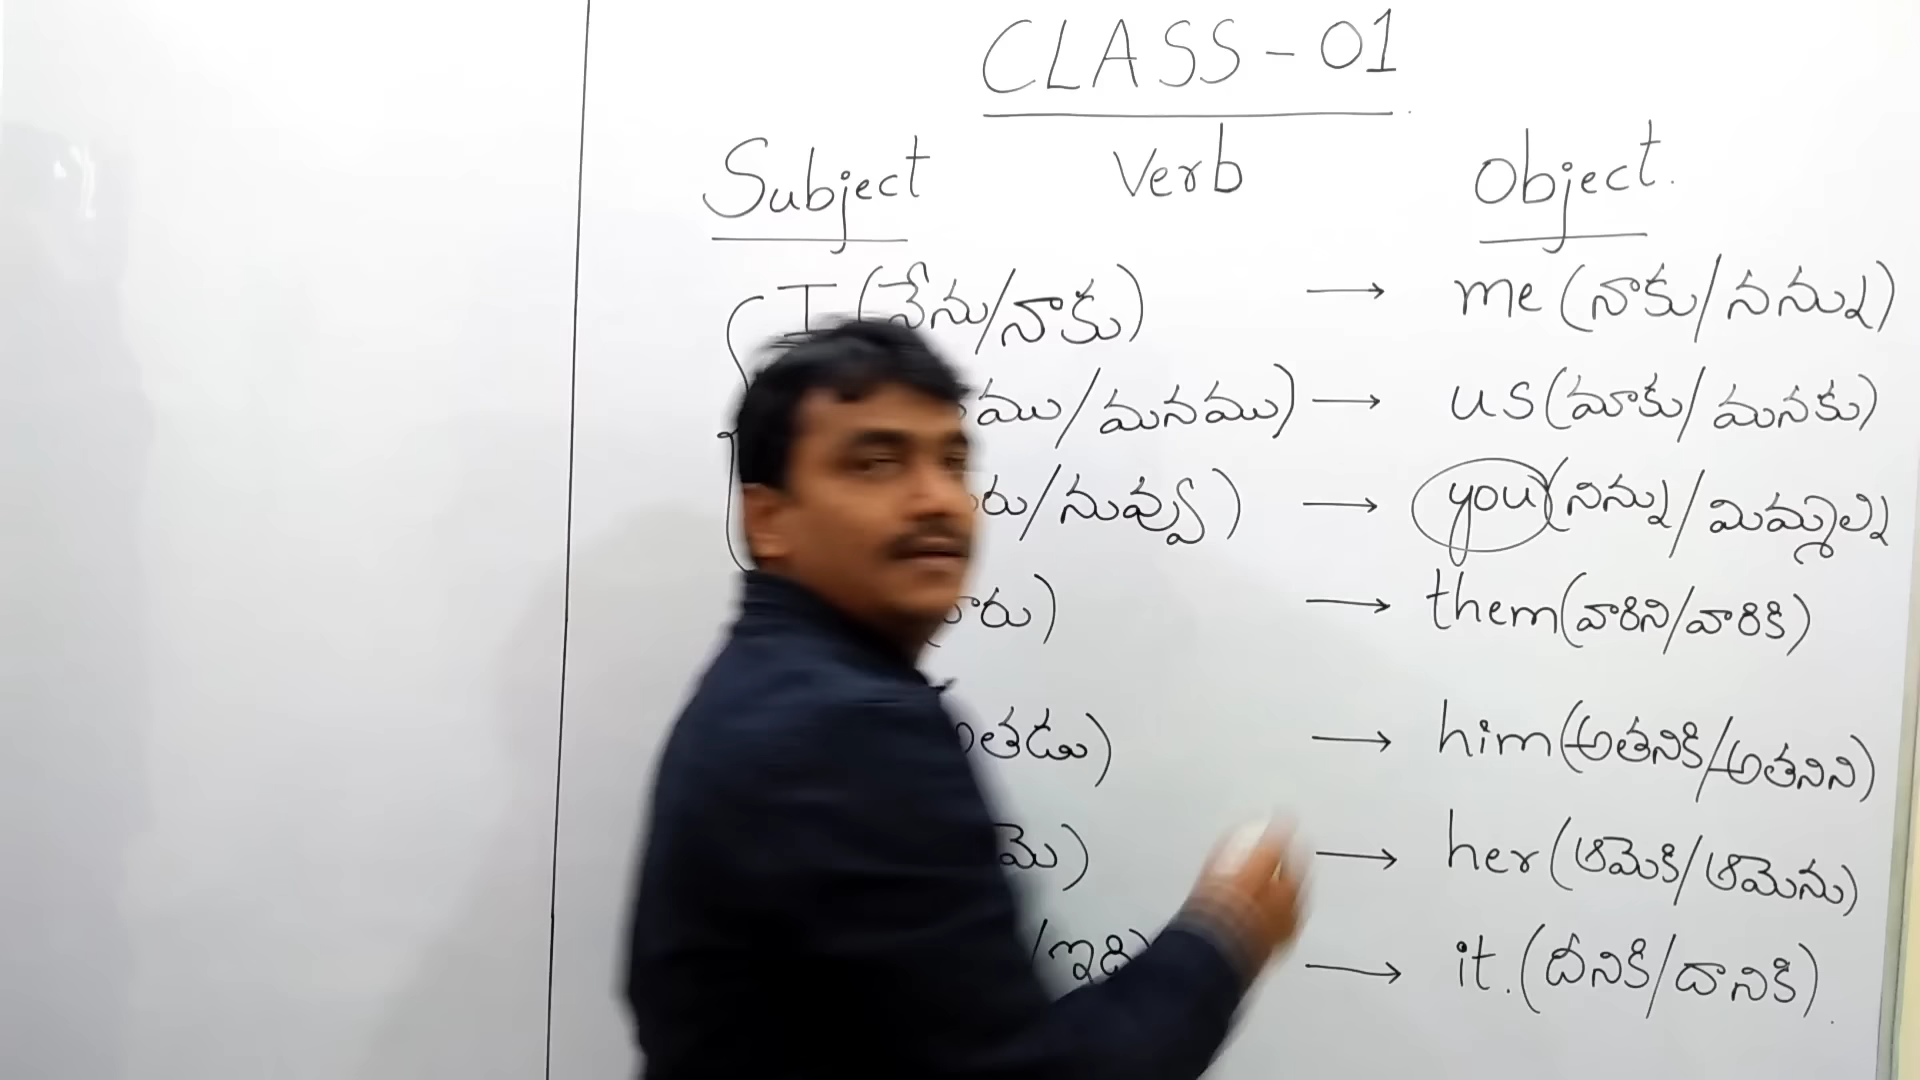 CLASS - 01
Subject Verb Object.
I (నేను/నాకు) → me (నాకు/నన్ను)
మనము) → us (మాకు/మనకు)
నువ్వు) → you (నిన్ను/మిమ్మల్ని
→ them (వారిని/వారికి)
→ him (అతనికి/అతనిని)
→ her (ఆమెకి/ఆమెను)
/ఇది) → it. (దీనికి/దానికి).